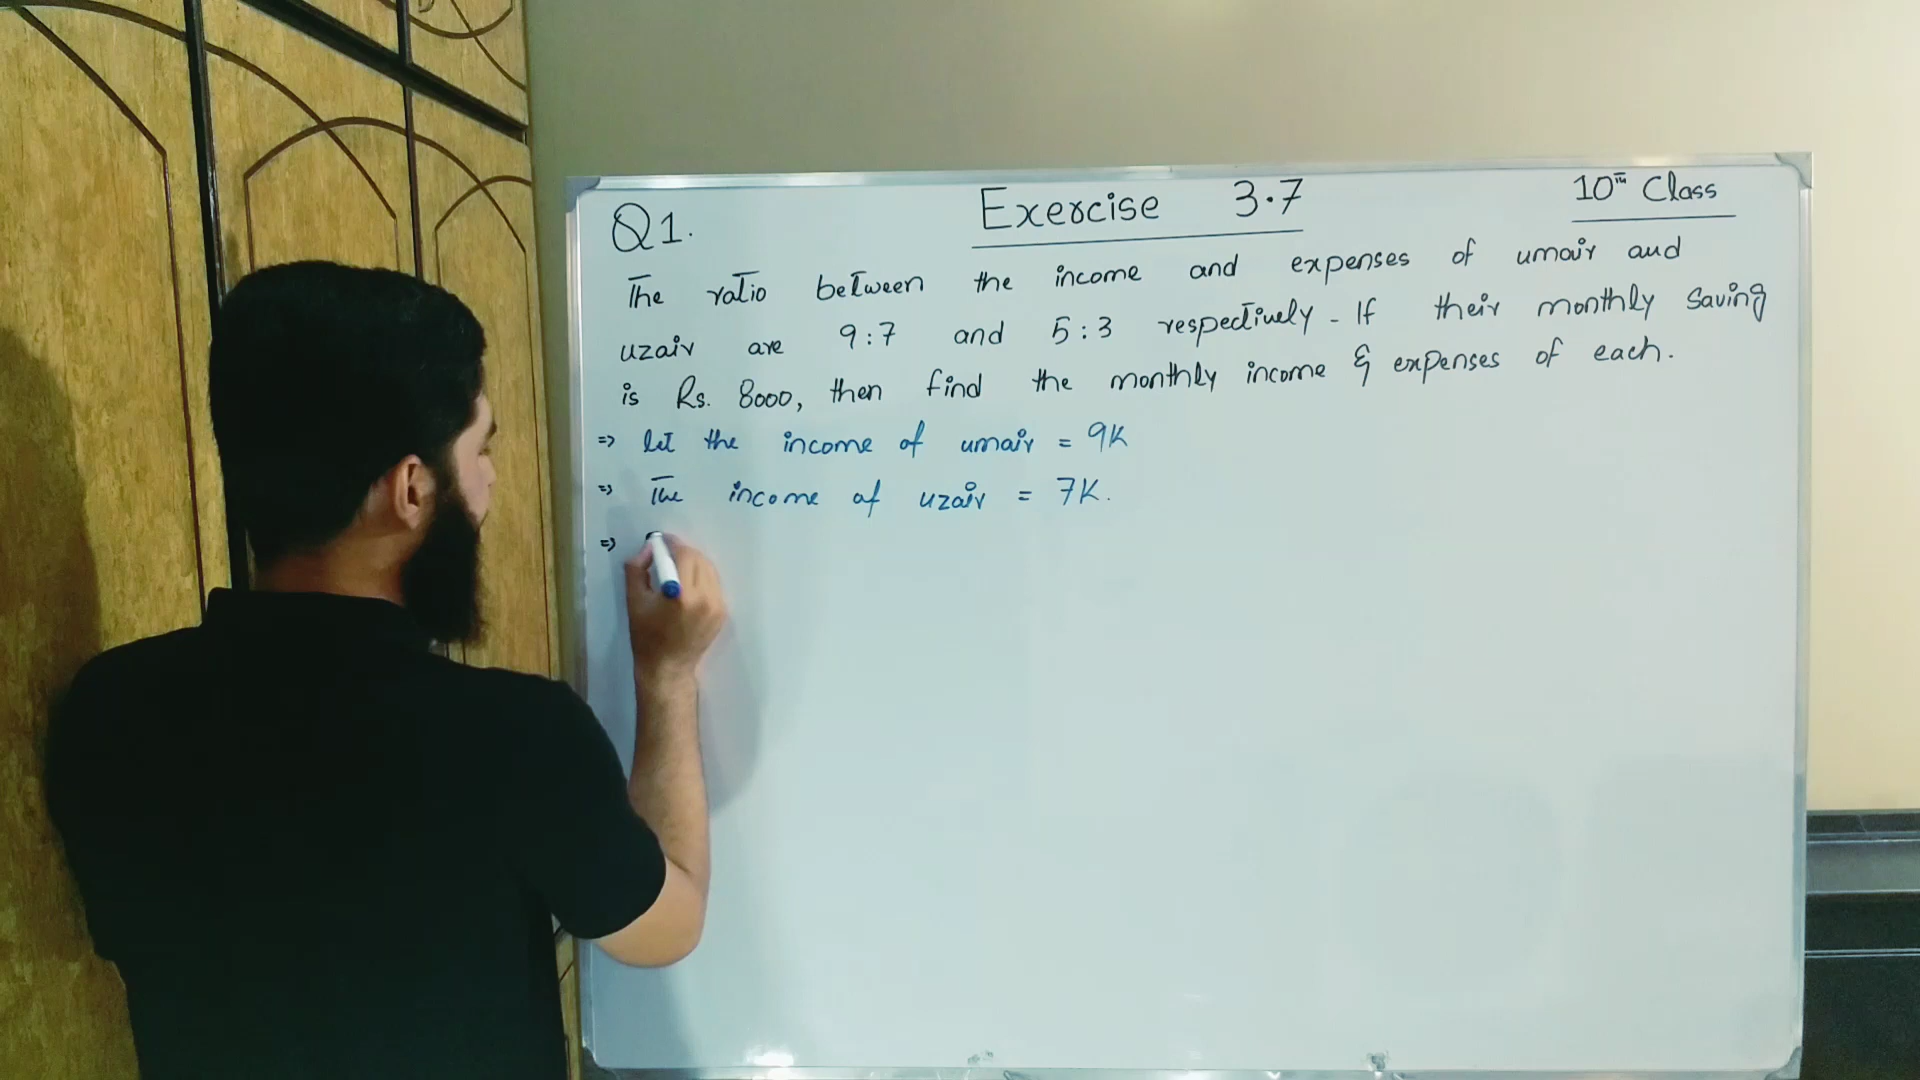 Q1. Exercise 3.7 10TH Class
The ratio between the income and expenses of umair and
uzair are 9:7 and 5:3 respectively - If their monthly saving
is Rs. 8000, then find the monthly income & expenses of each.
=> let the income of umair = 9K
=> The income of uzair = 7K.
=>